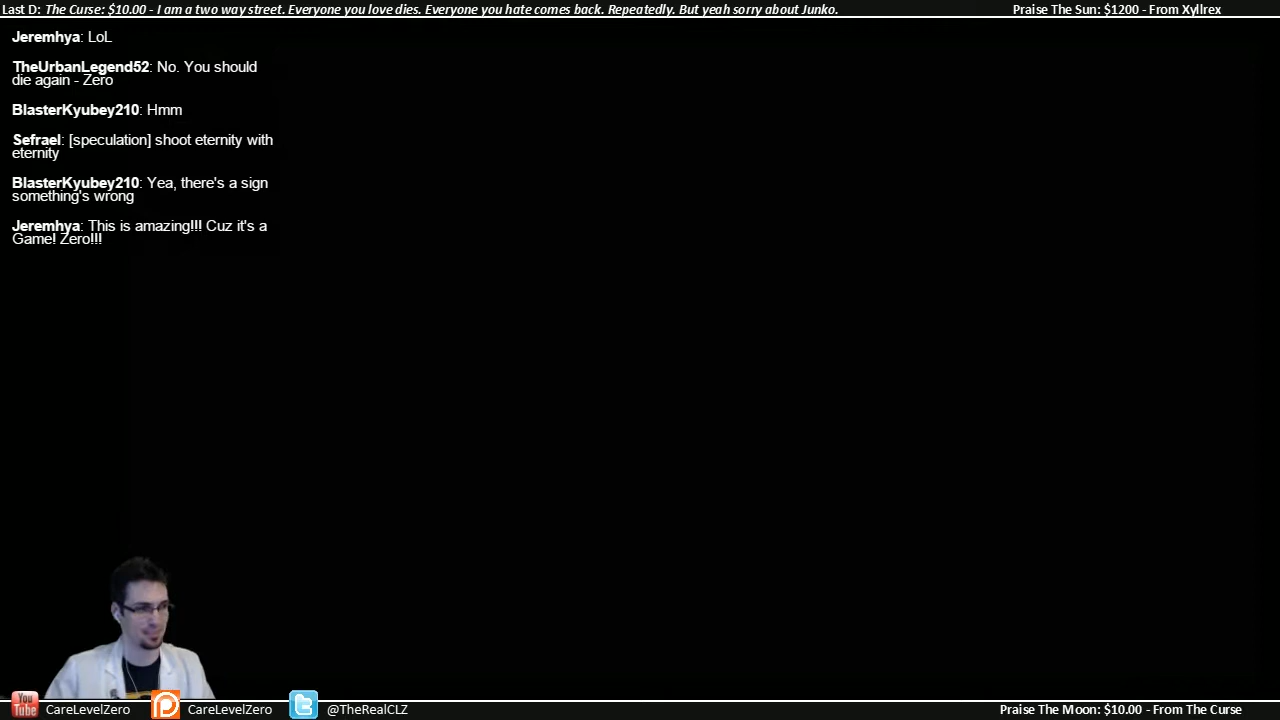 Last D: The Curse: $10.00 - I am a two way street. Everyone you love dies. Everyone you hate comes back. Repeatedly. But yeah sorry about Junko.
Praise The Sun: $1200 - From Xyllrex
Jeremhya: LoL
TheUrbanLegend52: No. You should
die again - Zero
BlasterKyubey210: Hmm
Sefrael: [speculation] shoot eternity with
eternity
BlasterKyubey210: Yea, there's a sign
something's wrong
Jeremhya: This is amazing!!! Cuz it's a
Game! Zero!!!
You
Tube
CareLevelZero
CareLevelZero
@TheRealCLZ
Praise The Moon: $10.00 - From The Curse